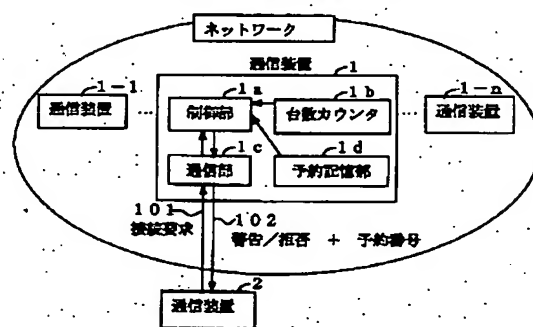 ネットワーク
通信装置 1
1-1
通信装置
…
1a
制御部
1b
台数カウンタ
…
1-n
通信装置
1c
通信部
1d
予約記憶部
101
接続要求
102
警告/拒否 + 予約番号
2
通信装置